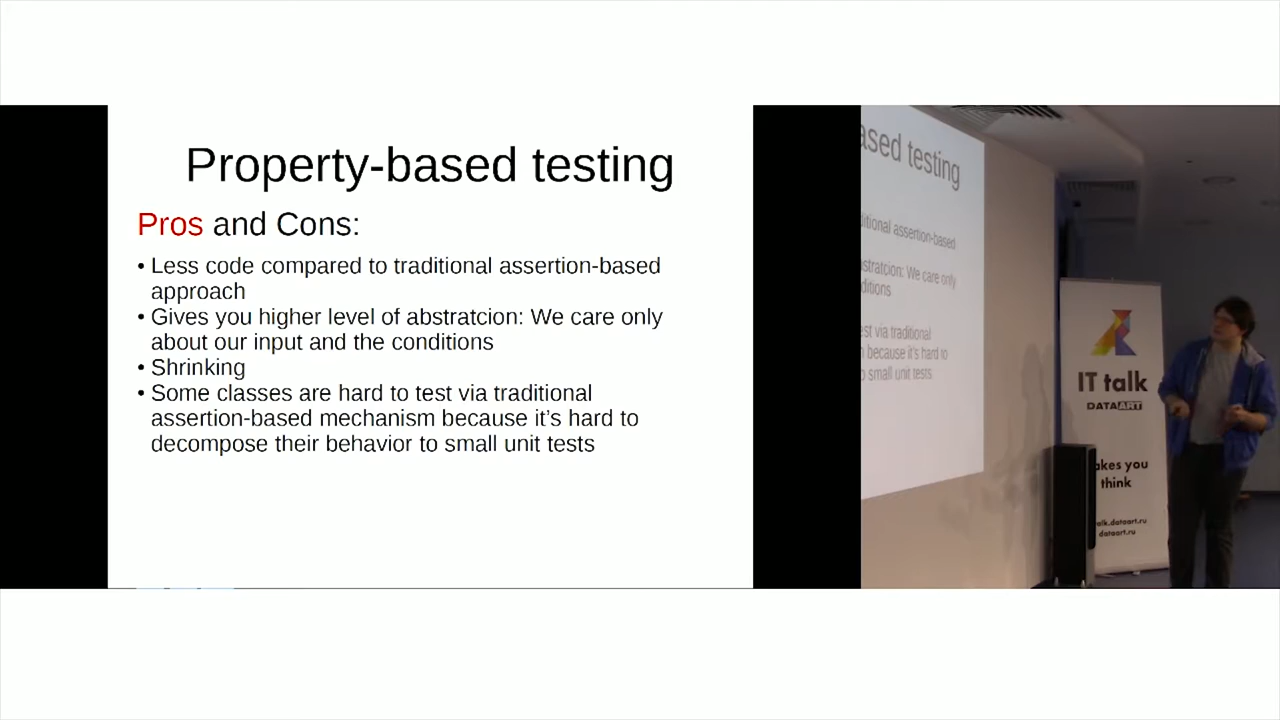 Property-based testing
Pros and Cons:
• Less code compared to traditional assertion-based
approach
• Gives you higher level of abstratcion: We care only
about our input and the conditions
• Shrinking
• Some classes are hard to test via traditional
assertion-based mechanism because it’s hard to
decompose their behavior to small unit tests
ased testing
ditional assertion-based
bstratcion: We care only
ditions
est via traditional
because it's hard to
small unit tests
IT talk
DATAART
akes you
think
alk.dataart.ru
dataart.ru